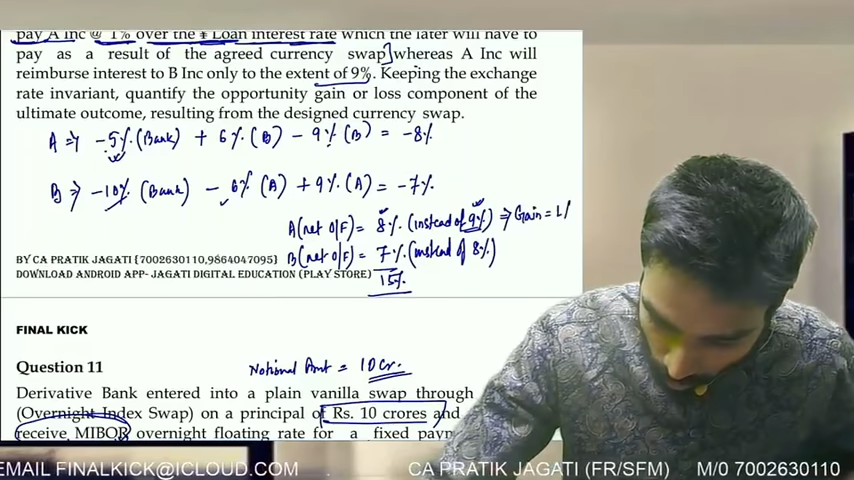 pay A Inc @ 1% over the ¥ Loan interest rate which the later will have to
pay as a result of the agreed currency swap whereas A Inc will
reimburse interest to B Inc only to the extent of 9%. Keeping the exchange
rate invariant, quantify the opportunity gain or loss component of the
ultimate outcome, resulting from the designed currency swap.
A ⇒ -5% (Bank) + 6% (B) - 9% (B) = -8%
B ⇒ -10% (Bank) - 6% (A) + 9% (A) = -7%
A (net O/F) = 8% (instead of 9%) ⇒ Gain = 1%
B (net O/F) = 7% (instead of 8%)
15%
BY CA PRATIK JAGATI {7002630110,9864047095}
DOWNLOAD ANDROID APP- JAGATI DIGITAL EDUCATION (PLAY STORE)
FINAL KICK
Question 11
Notional Amt = 10 Cr.
Derivative Bank entered into a plain vanilla swap through
(Overnight Index Swap) on a principal of Rs. 10 crores and
receive MIBOR overnight floating rate for a fixed
EMAIL FINALKICK@ICLOUD.COM
CA PRATIK JAGATI (FR/SFM)
M/0 7002630110